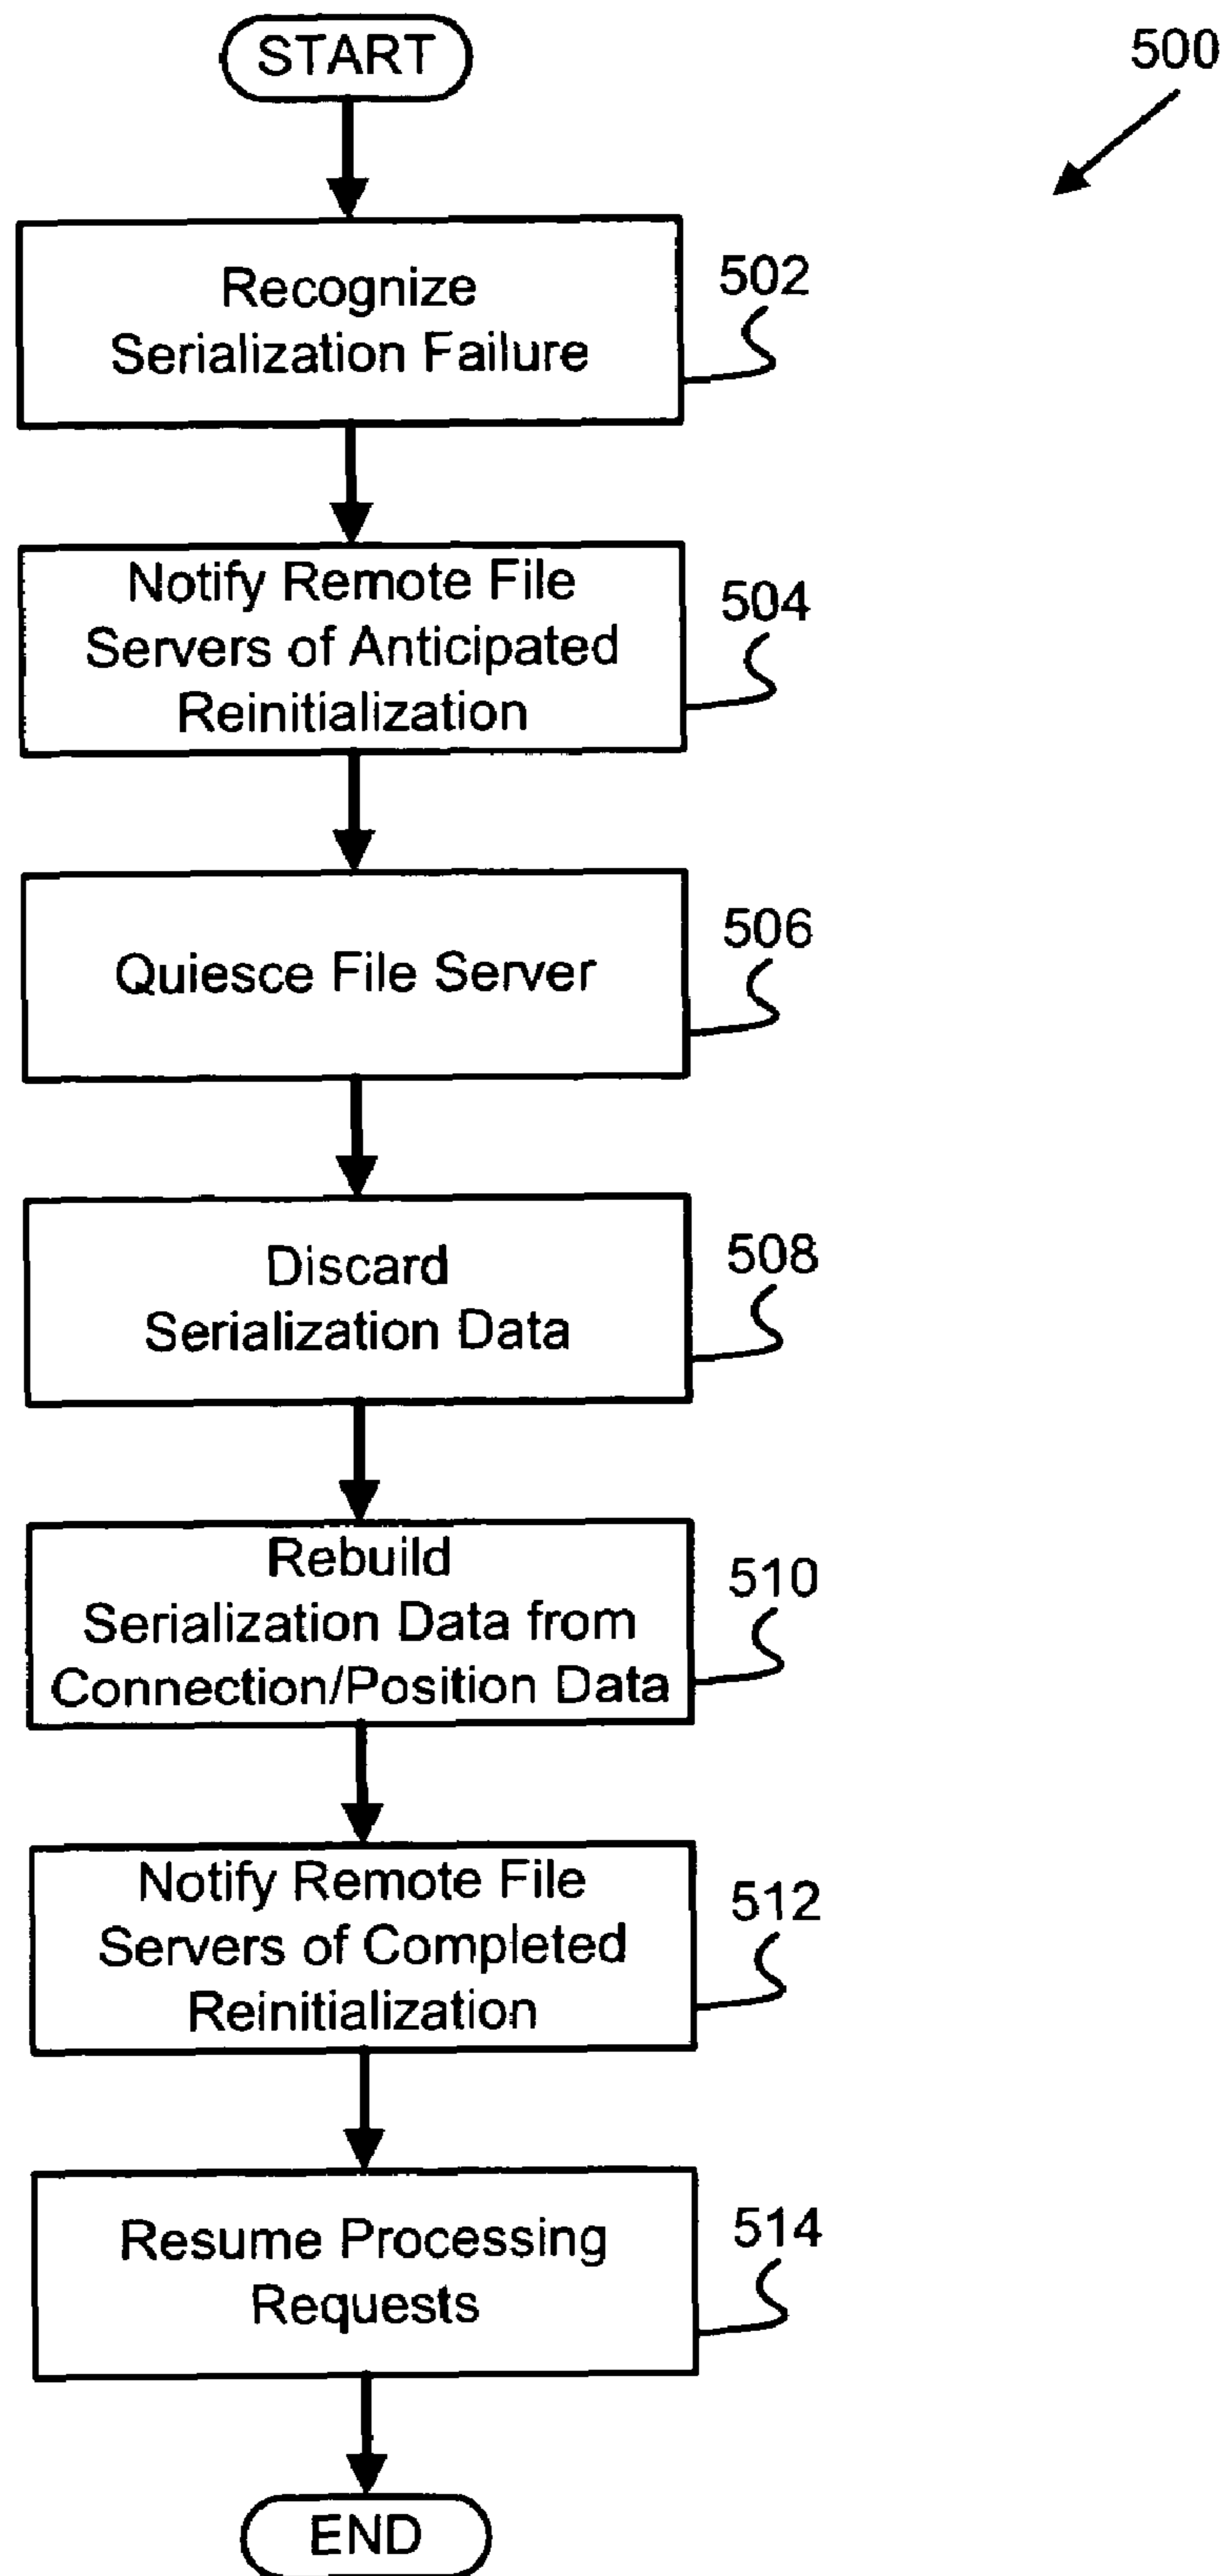 START
500
Recognize
Serialization Failure
502
Notify Remote File
Servers of Anticipated
Reinitialization
504
Quiesce File Server
506
Discard
Serialization Data
508
Rebuild
Serialization Data from
Connection/Position Data
510
Notify Remote File
Servers of Completed
Reinitialization
512
Resume Processing
Requests
514
END